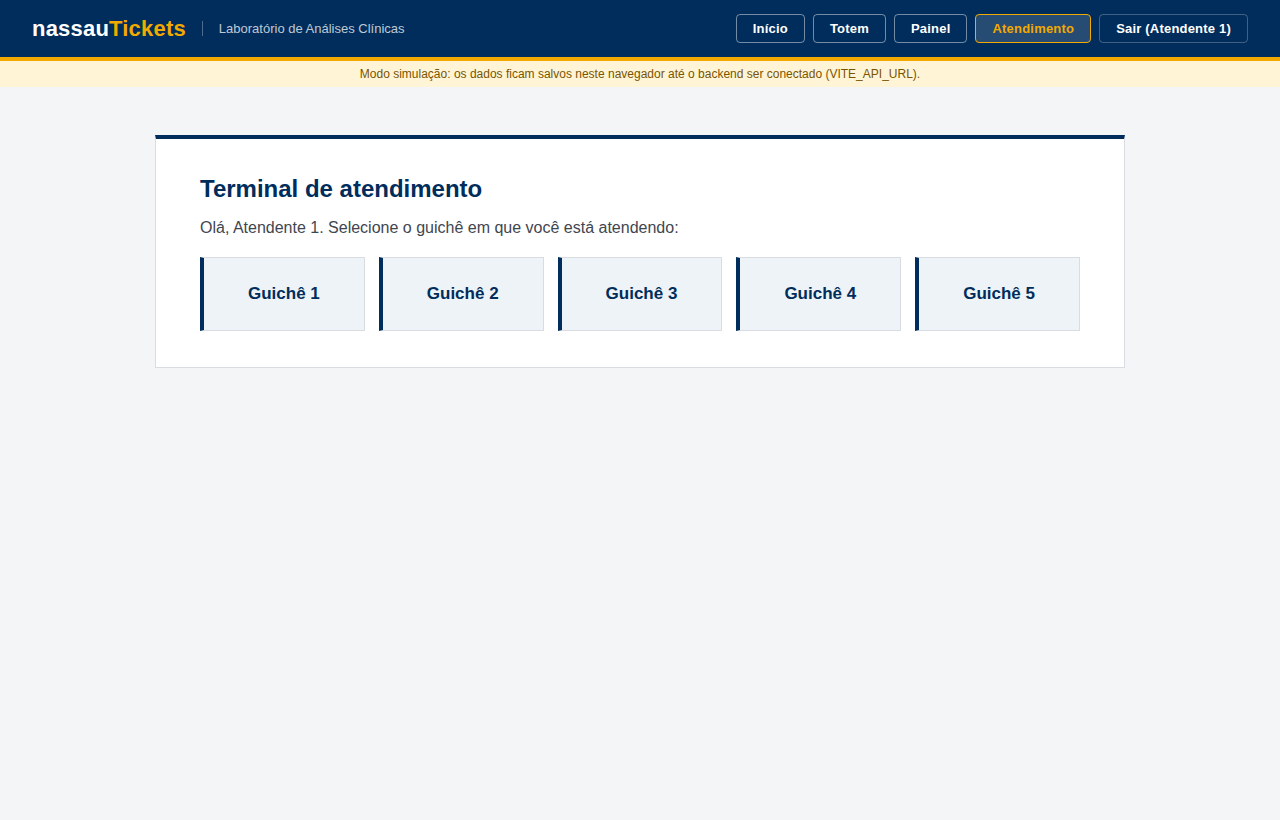 nassauTickets
Laboratório de Análises Clínicas
Início
Totem
Painel
Atendimento
Sair (Atendente 1)
Modo simulação: os dados ficam salvos neste navegador até o backend ser conectado (VITE_API_URL).
Terminal de atendimento
Olá, Atendente 1. Selecione o guichê em que você está atendendo:
Guichê 1
Guichê 2
Guichê 3
Guichê 4
Guichê 5